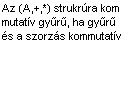 Az (A,+,*) strukrúra kom
mutatív gyűrű, ha gyűrű
és a szorzás kommutatív